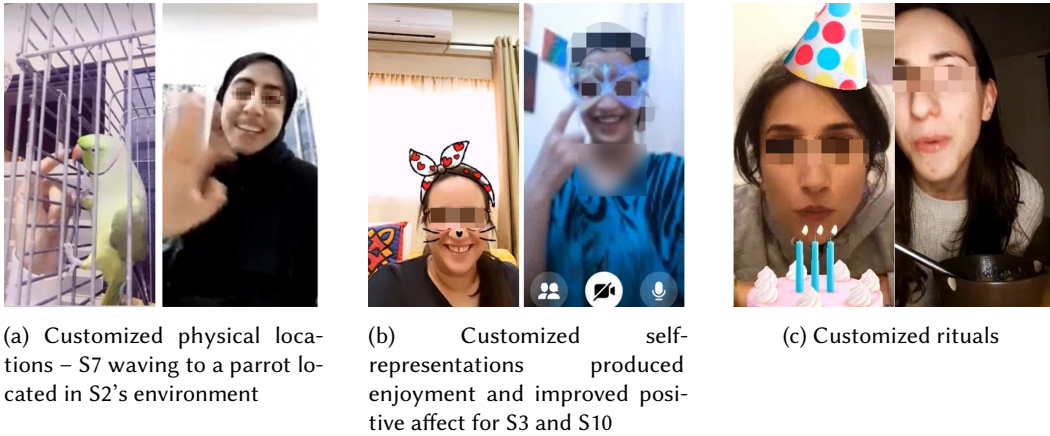 (a) Customized physical loca-
tions – S7 waving to a parrot lo-
cated in S2's environment
(b) Customized self-
representations produced
enjoyment and improved posi-
tive affect for S3 and S10
(c) Customized rituals